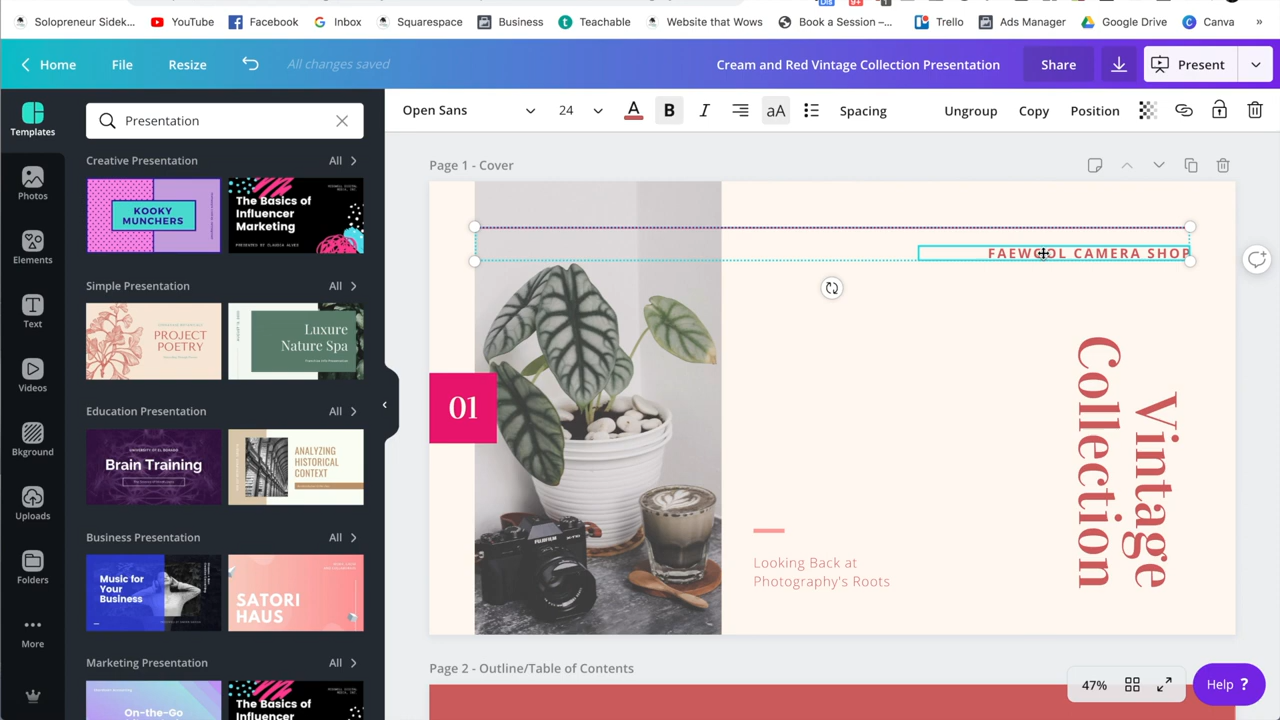 Solopreneur Sidek...
YouTube
Facebook
Inbox
Squarespace
Business
Teachable
Website that Wows
Book a Session –...
Trello
Ads Manager
Google Drive
Canva
»
Home
File
Resize
All changes saved
Cream and Red Vintage Collection Presentation
Share
Present
Templates
Photos
Elements
Text
Videos
Bkground
Uploads
Folders
More
Presentation
Creative Presentation
All
KOOKY
MUNCHERS
The Basics of
Influencer
Marketing
PRESENTED BY CLAUDIA ALVES
Simple Presentation
All
PROJECT
POETRY
Luxure
Nature Spa
Education Presentation
All
Brain Training
ANALYZING
HISTORICAL
CONTEXT
Business Presentation
All
Music for
Your
Business
SATORI
HAUS
Marketing Presentation
All
On-the-Go
The Basics of
Influencer
Open Sans
24
A
B
I
aA
Spacing
Ungroup
Copy
Position
Page 1 - Cover
FAEWOOL CAMERA SHOP
01
FUJIFILM
Vintage
Collection
Looking Back at
Photography's Roots
Page 2 - Outline/Table of Contents
47%
Help ?